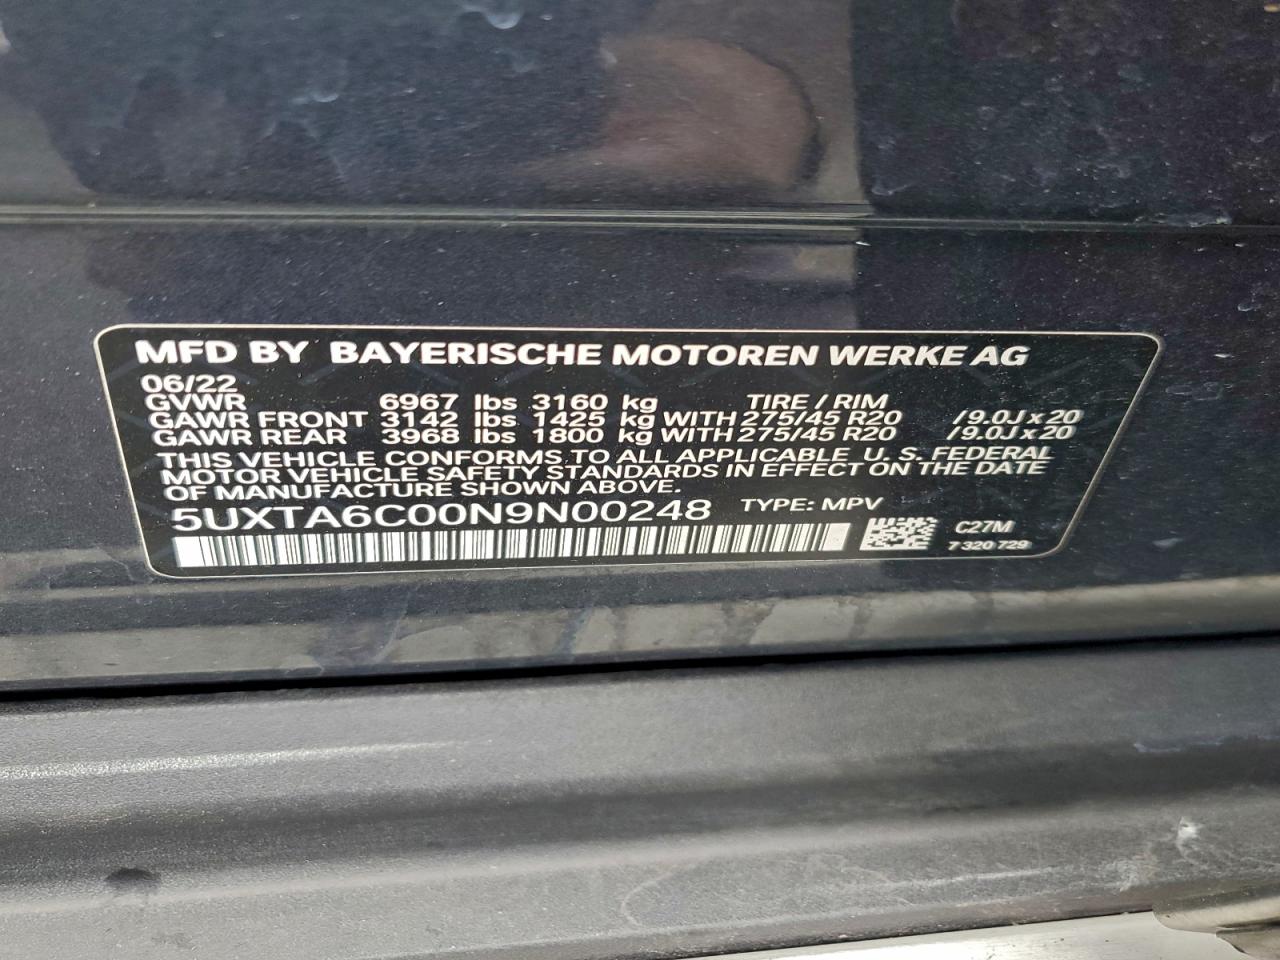 MFD BY BAYERISCHE MOTOREN WERKE AG
06/22
GVWR 6967 lbs 3160 kg TIRE / RIM
GAWR FRONT 3142 lbs 1425 kg WITH 275/45 R20 /9.0J x 20
GAWR REAR 3968 lbs 1800 kg WITH 275/45 R20 /9.0J x 20
THIS VEHICLE CONFORMS TO ALL APPLICABLE U.S. FEDERAL
MOTOR VEHICLE SAFETY STANDARDS IN EFFECT ON THE DATE
OF MANUFACTURE SHOWN ABOVE.
5UXTA6C00N9N00248 TYPE: MPV
C27M
7 320 729